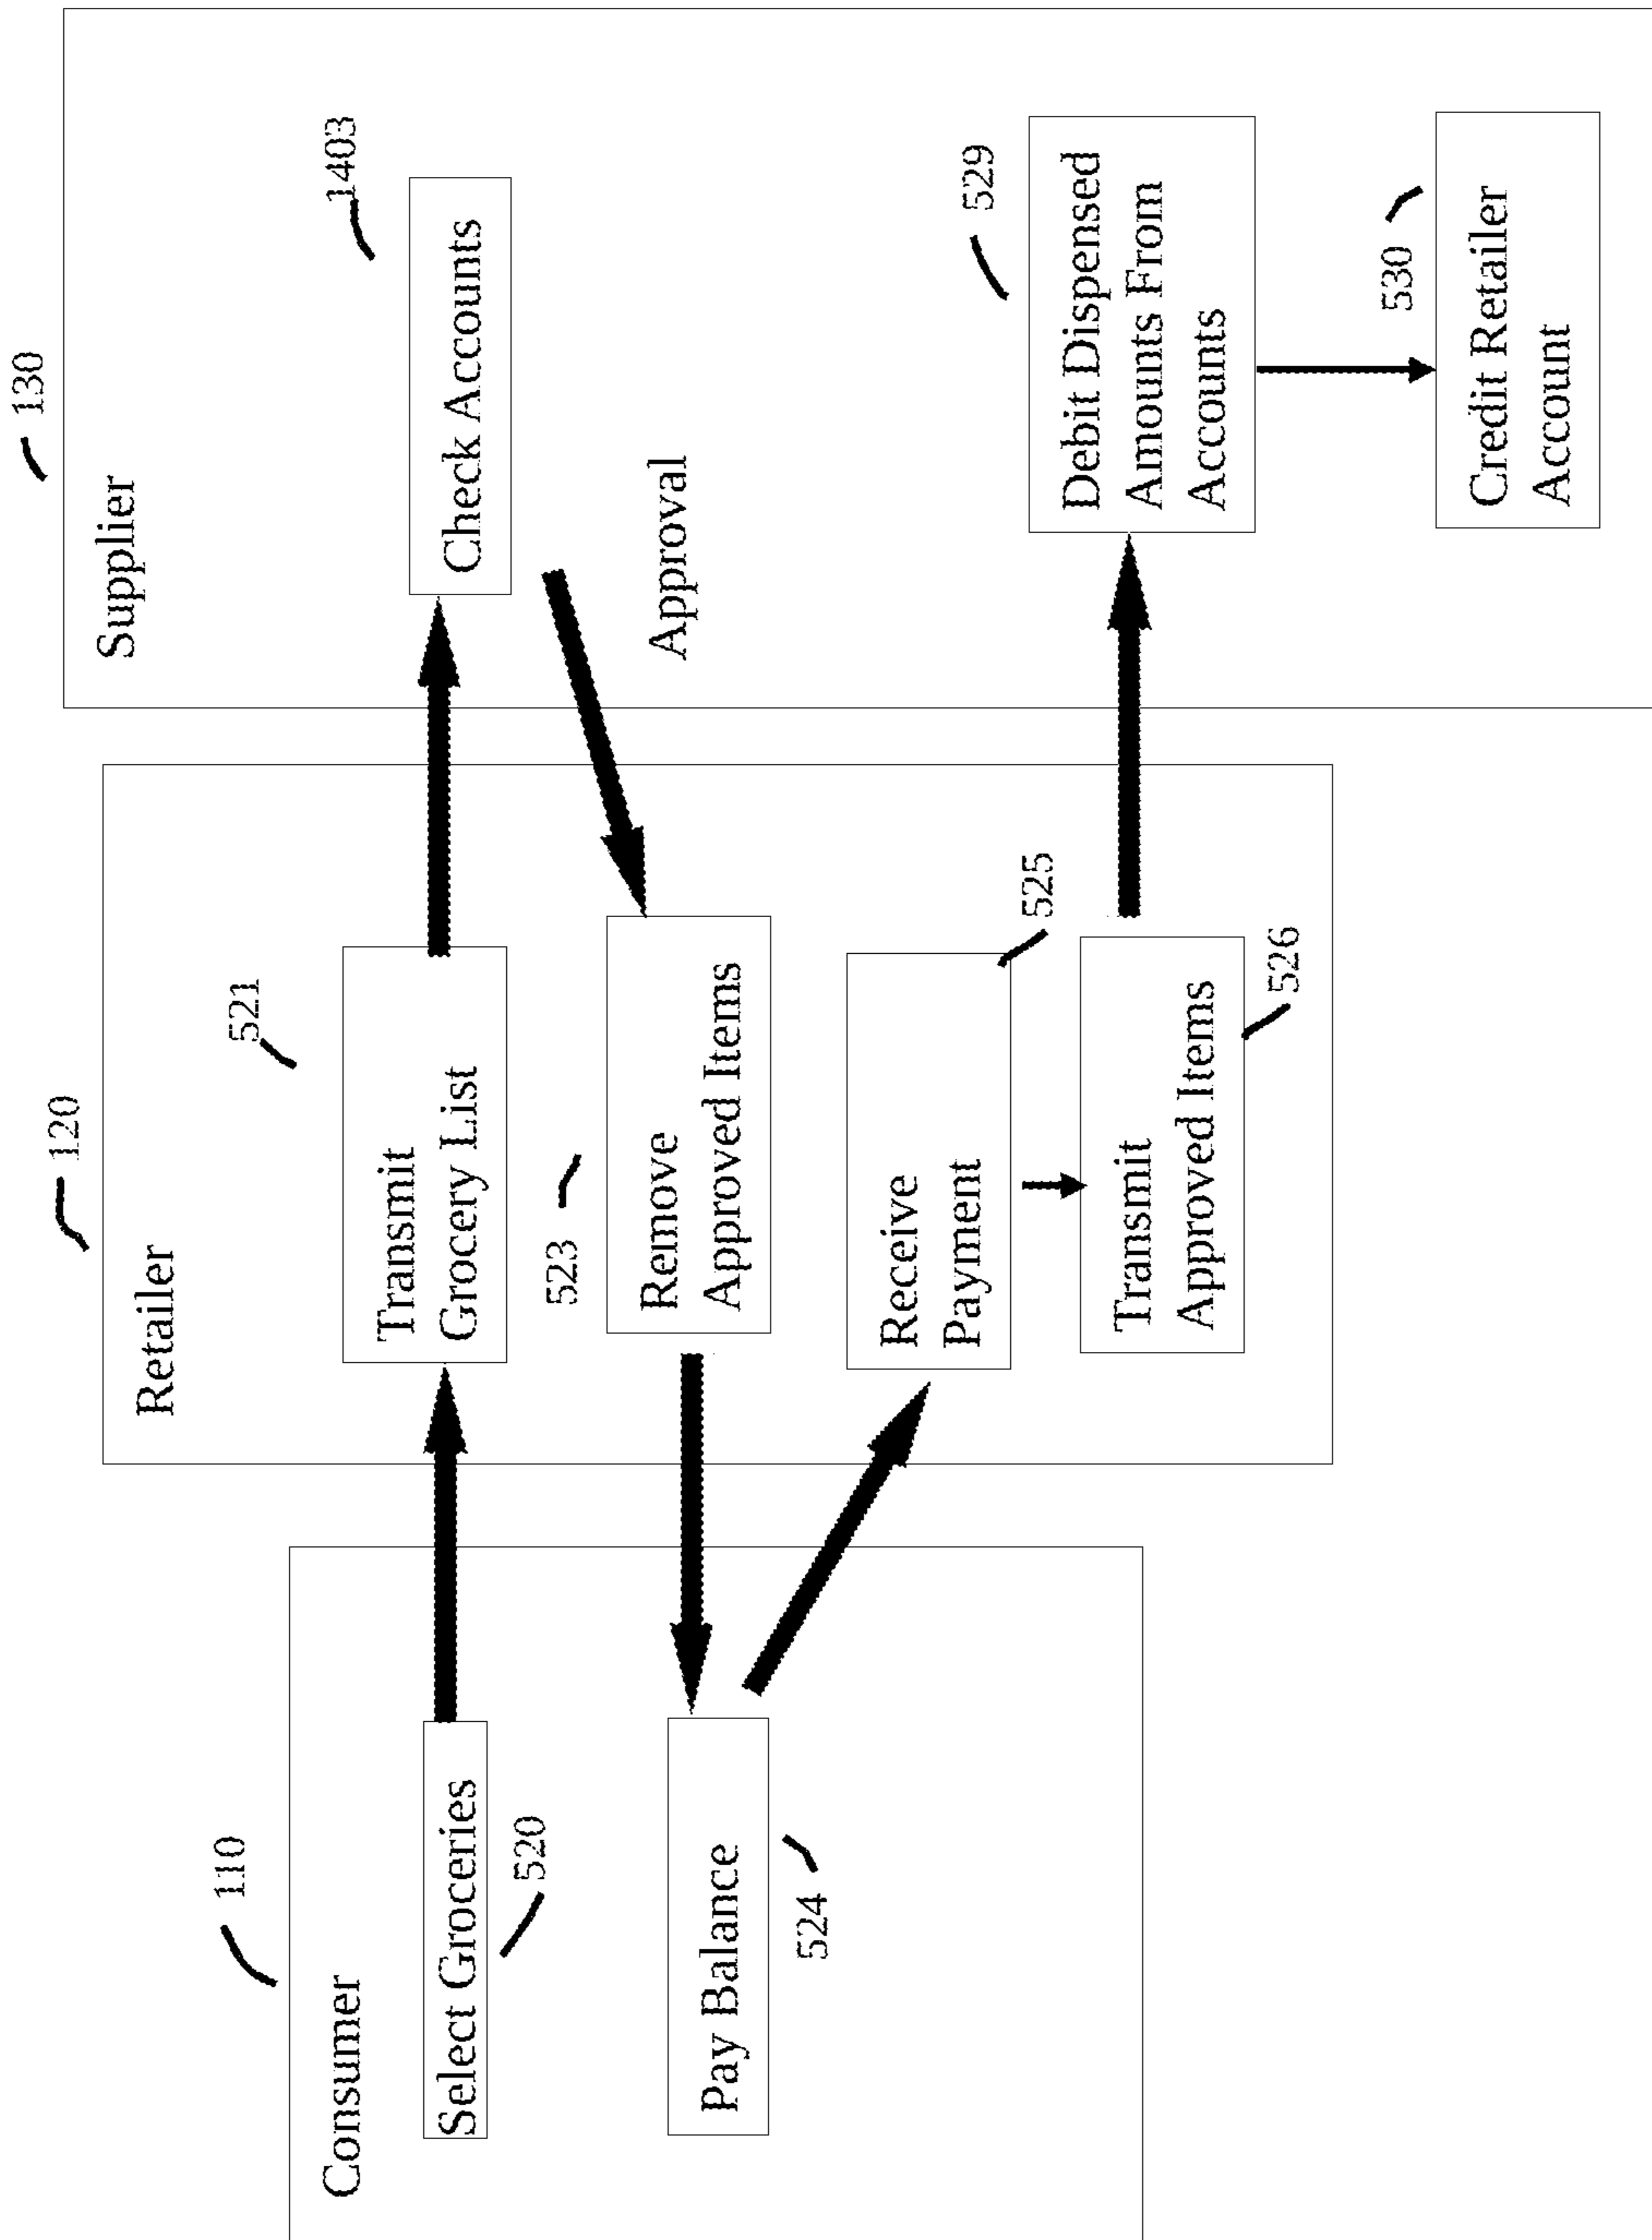 110
Consumer
Select Groceries
520
Pay Balance
524
120
Retailer
521
Transmit
Grocery List
523
Remove
Approved Items
Receive
Payment
525
Transmit
Approved Items
526
130
Supplier
1403
Check Accounts
Approval
529
Debit Dispensed
Amounts From
Accounts
530
Credit Retailer
Account